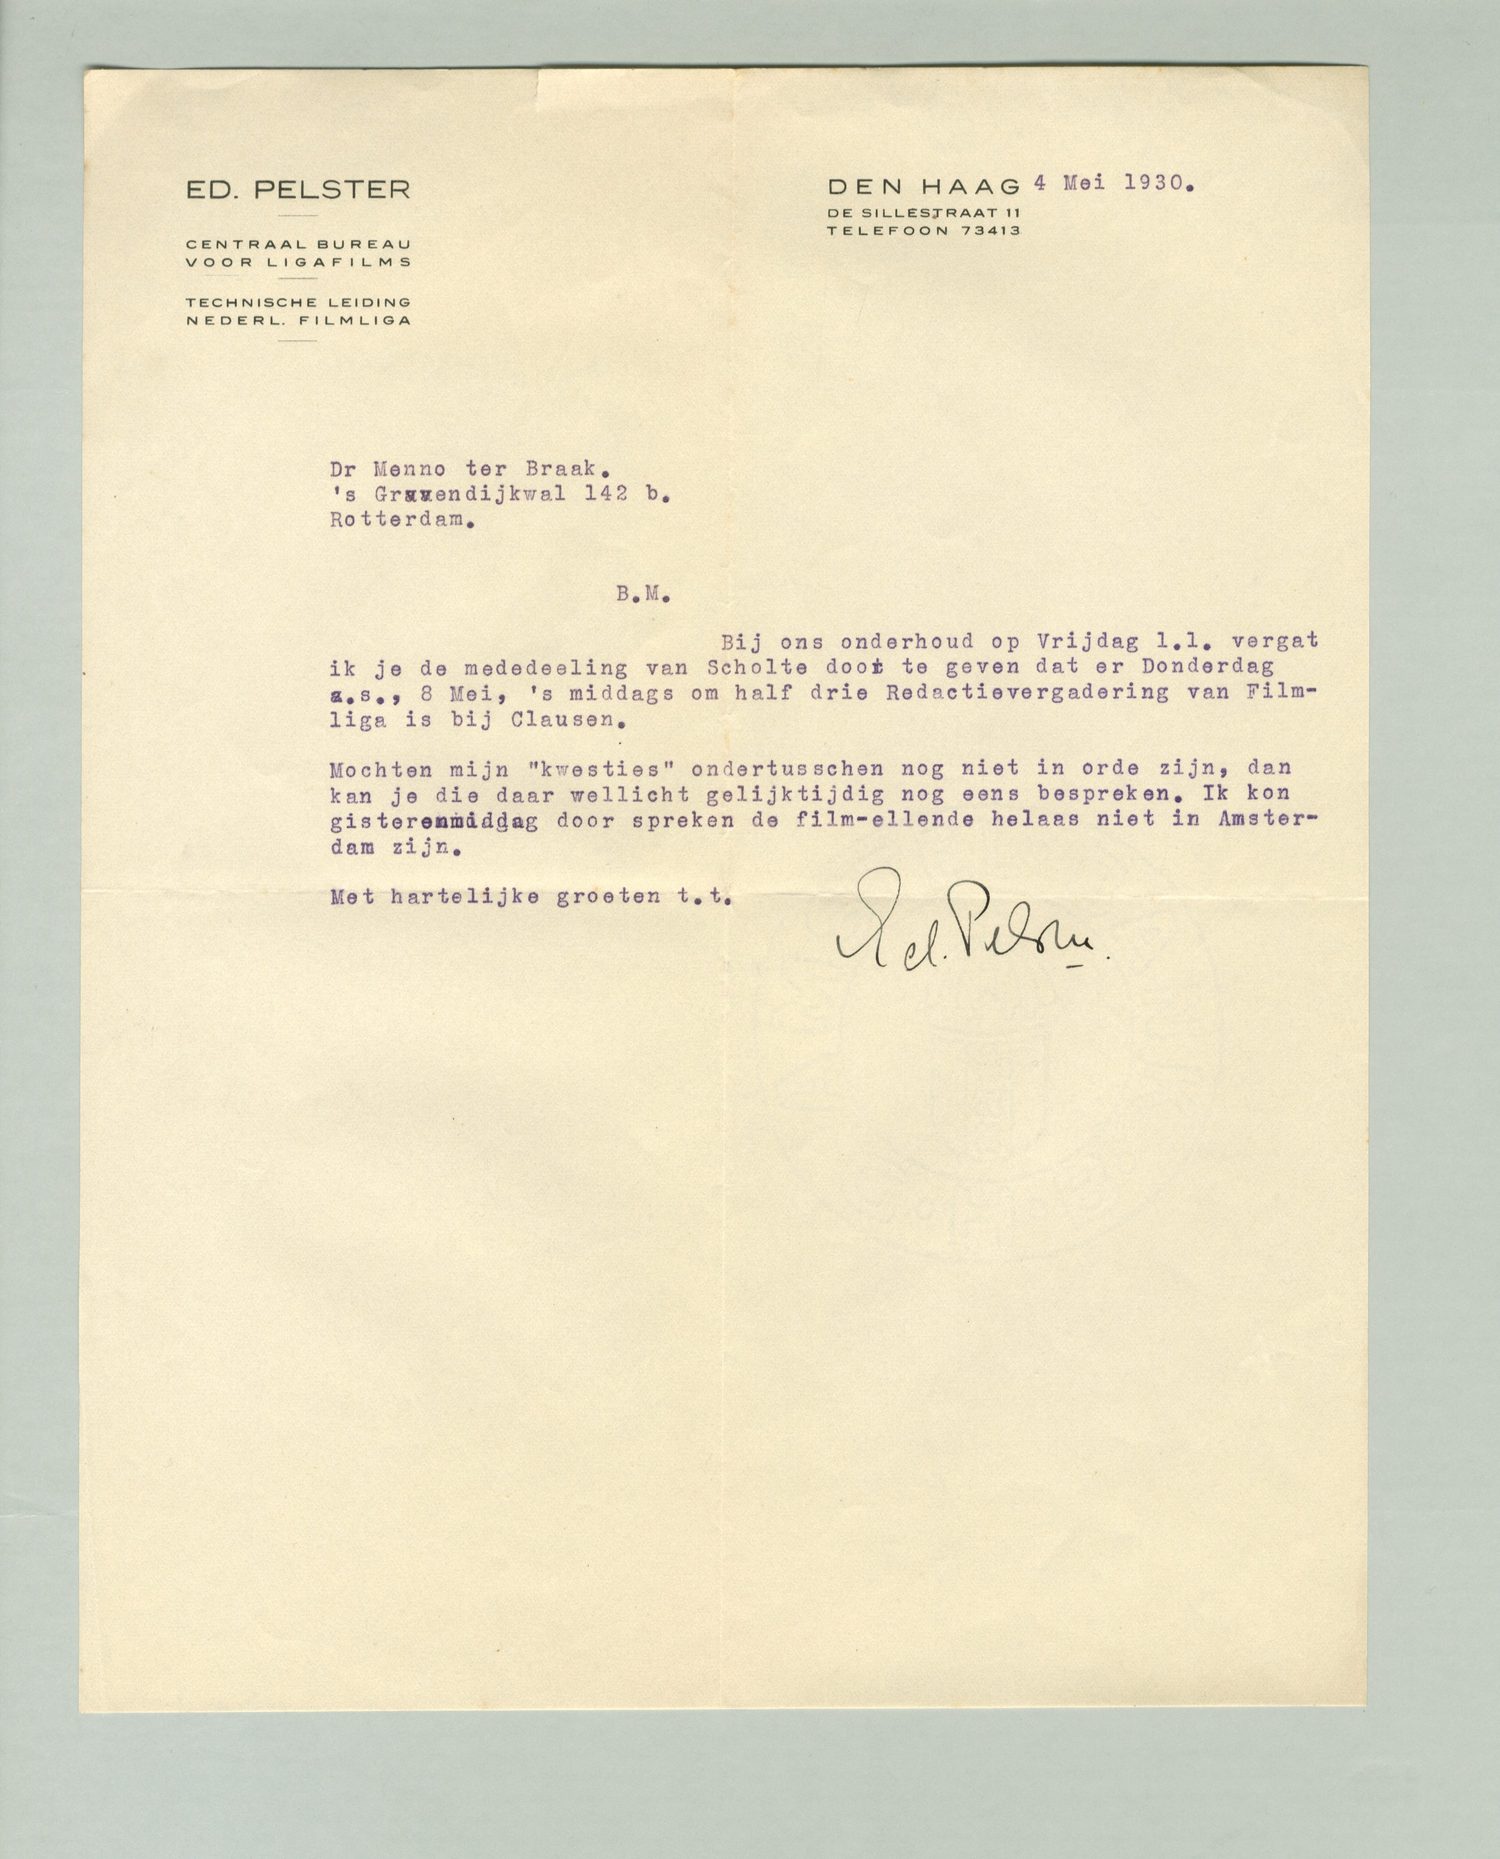 ED. PELSTER
CENTRAAL BUREAU
VOOR LIGAFILMS
TECHNISCHE LEIDING
NEDERL. FILMLIGA
DEN HAAG 4 Mei 1930.
DE SILLESTRAAT 11
TELEFOON 73413
Dr Menno ter Braak.
's Gravendijkwal 142 b.
Rotterdam.
B.M.
Bij ons onderhoud op Vrijdag l.l. vergat
ik je de mededeeling van Scholte door te geven dat er Donderdag
a.s., 8 Mei, 's middags om half drie Redactievergadering van Film-
liga is bij Clausen.
Mochten mijn "kwesties" ondertusschen nog niet in orde zijn, dan
kan je die daar wellicht gelijktijdig nog eens bespreken. Ik kon
gisterenmiddag door spreken de film-ellende helaas niet in Amster-
dam zijn.
Met hartelijke groeten t.t.
Ed. Pelster.